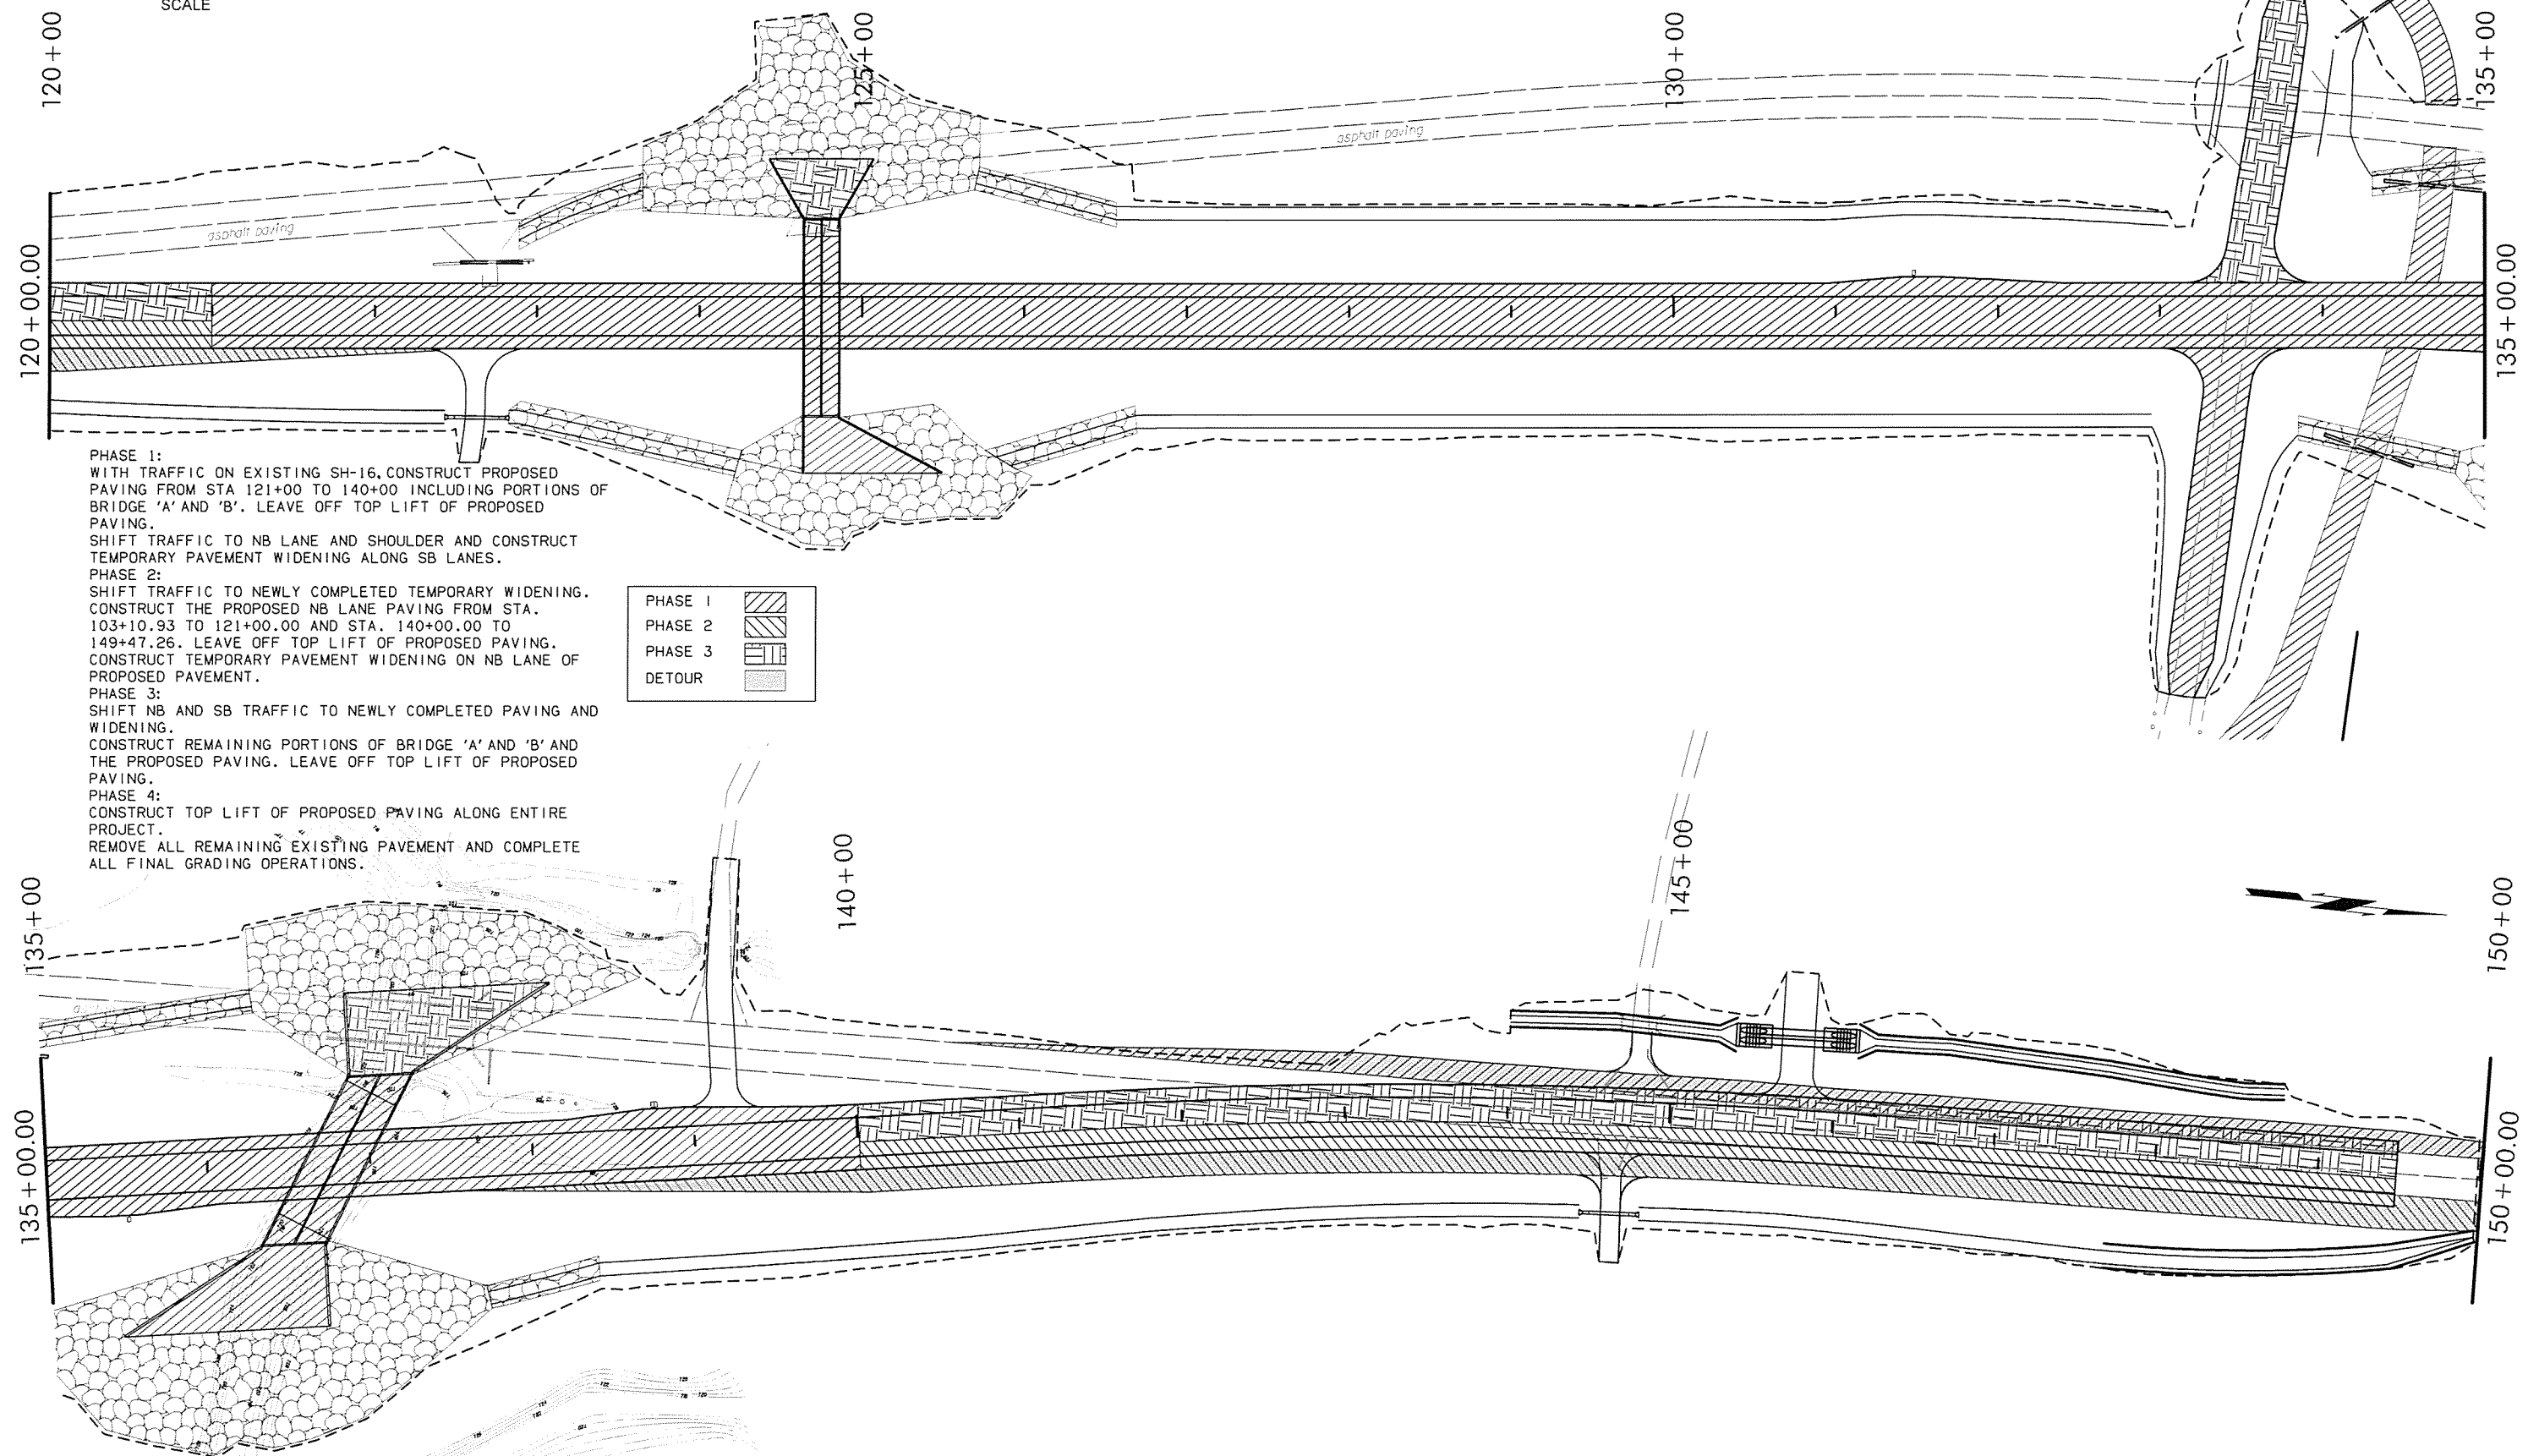 SCALE
120+00
125+00
130+00
135+00
asphalt paving
asphalt paving
120+00.00
135+00.00
PHASE 1:
WITH TRAFFIC ON EXISTING SH-16, CONSTRUCT PROPOSED
PAVING FROM STA 121+00 TO 140+00 INCLUDING PORTIONS OF
BRIDGE 'A' AND 'B'. LEAVE OFF TOP LIFT OF PROPOSED
PAVING.
SHIFT TRAFFIC TO NB LANE AND SHOULDER AND CONSTRUCT
TEMPORARY PAVEMENT WIDENING ALONG SB LANES.
PHASE 2:
SHIFT TRAFFIC TO NEWLY COMPLETED TEMPORARY WIDENING.
CONSTRUCT THE PROPOSED NB LANE PAVING FROM STA.
103+10.93 TO 121+00.00 AND STA. 140+00.00 TO
149+47.26. LEAVE OFF TOP LIFT OF PROPOSED PAVING.
CONSTRUCT TEMPORARY PAVEMENT WIDENING ON NB LANE OF
PROPOSED PAVEMENT.
PHASE 3:
SHIFT NB AND SB TRAFFIC TO NEWLY COMPLETED PAVING AND
WIDENING.
CONSTRUCT REMAINING PORTIONS OF BRIDGE 'A' AND 'B' AND
THE PROPOSED PAVING. LEAVE OFF TOP LIFT OF PROPOSED
PAVING.
PHASE 4:
CONSTRUCT TOP LIFT OF PROPOSED PAVING ALONG ENTIRE
PROJECT.
REMOVE ALL REMAINING EXISTING PAVEMENT AND COMPLETE
ALL FINAL GRADING OPERATIONS.
PHASE 1
PHASE 2
PHASE 3
DETOUR
135+00
140+00
145+00
150+00
135+00.00
150+00.00